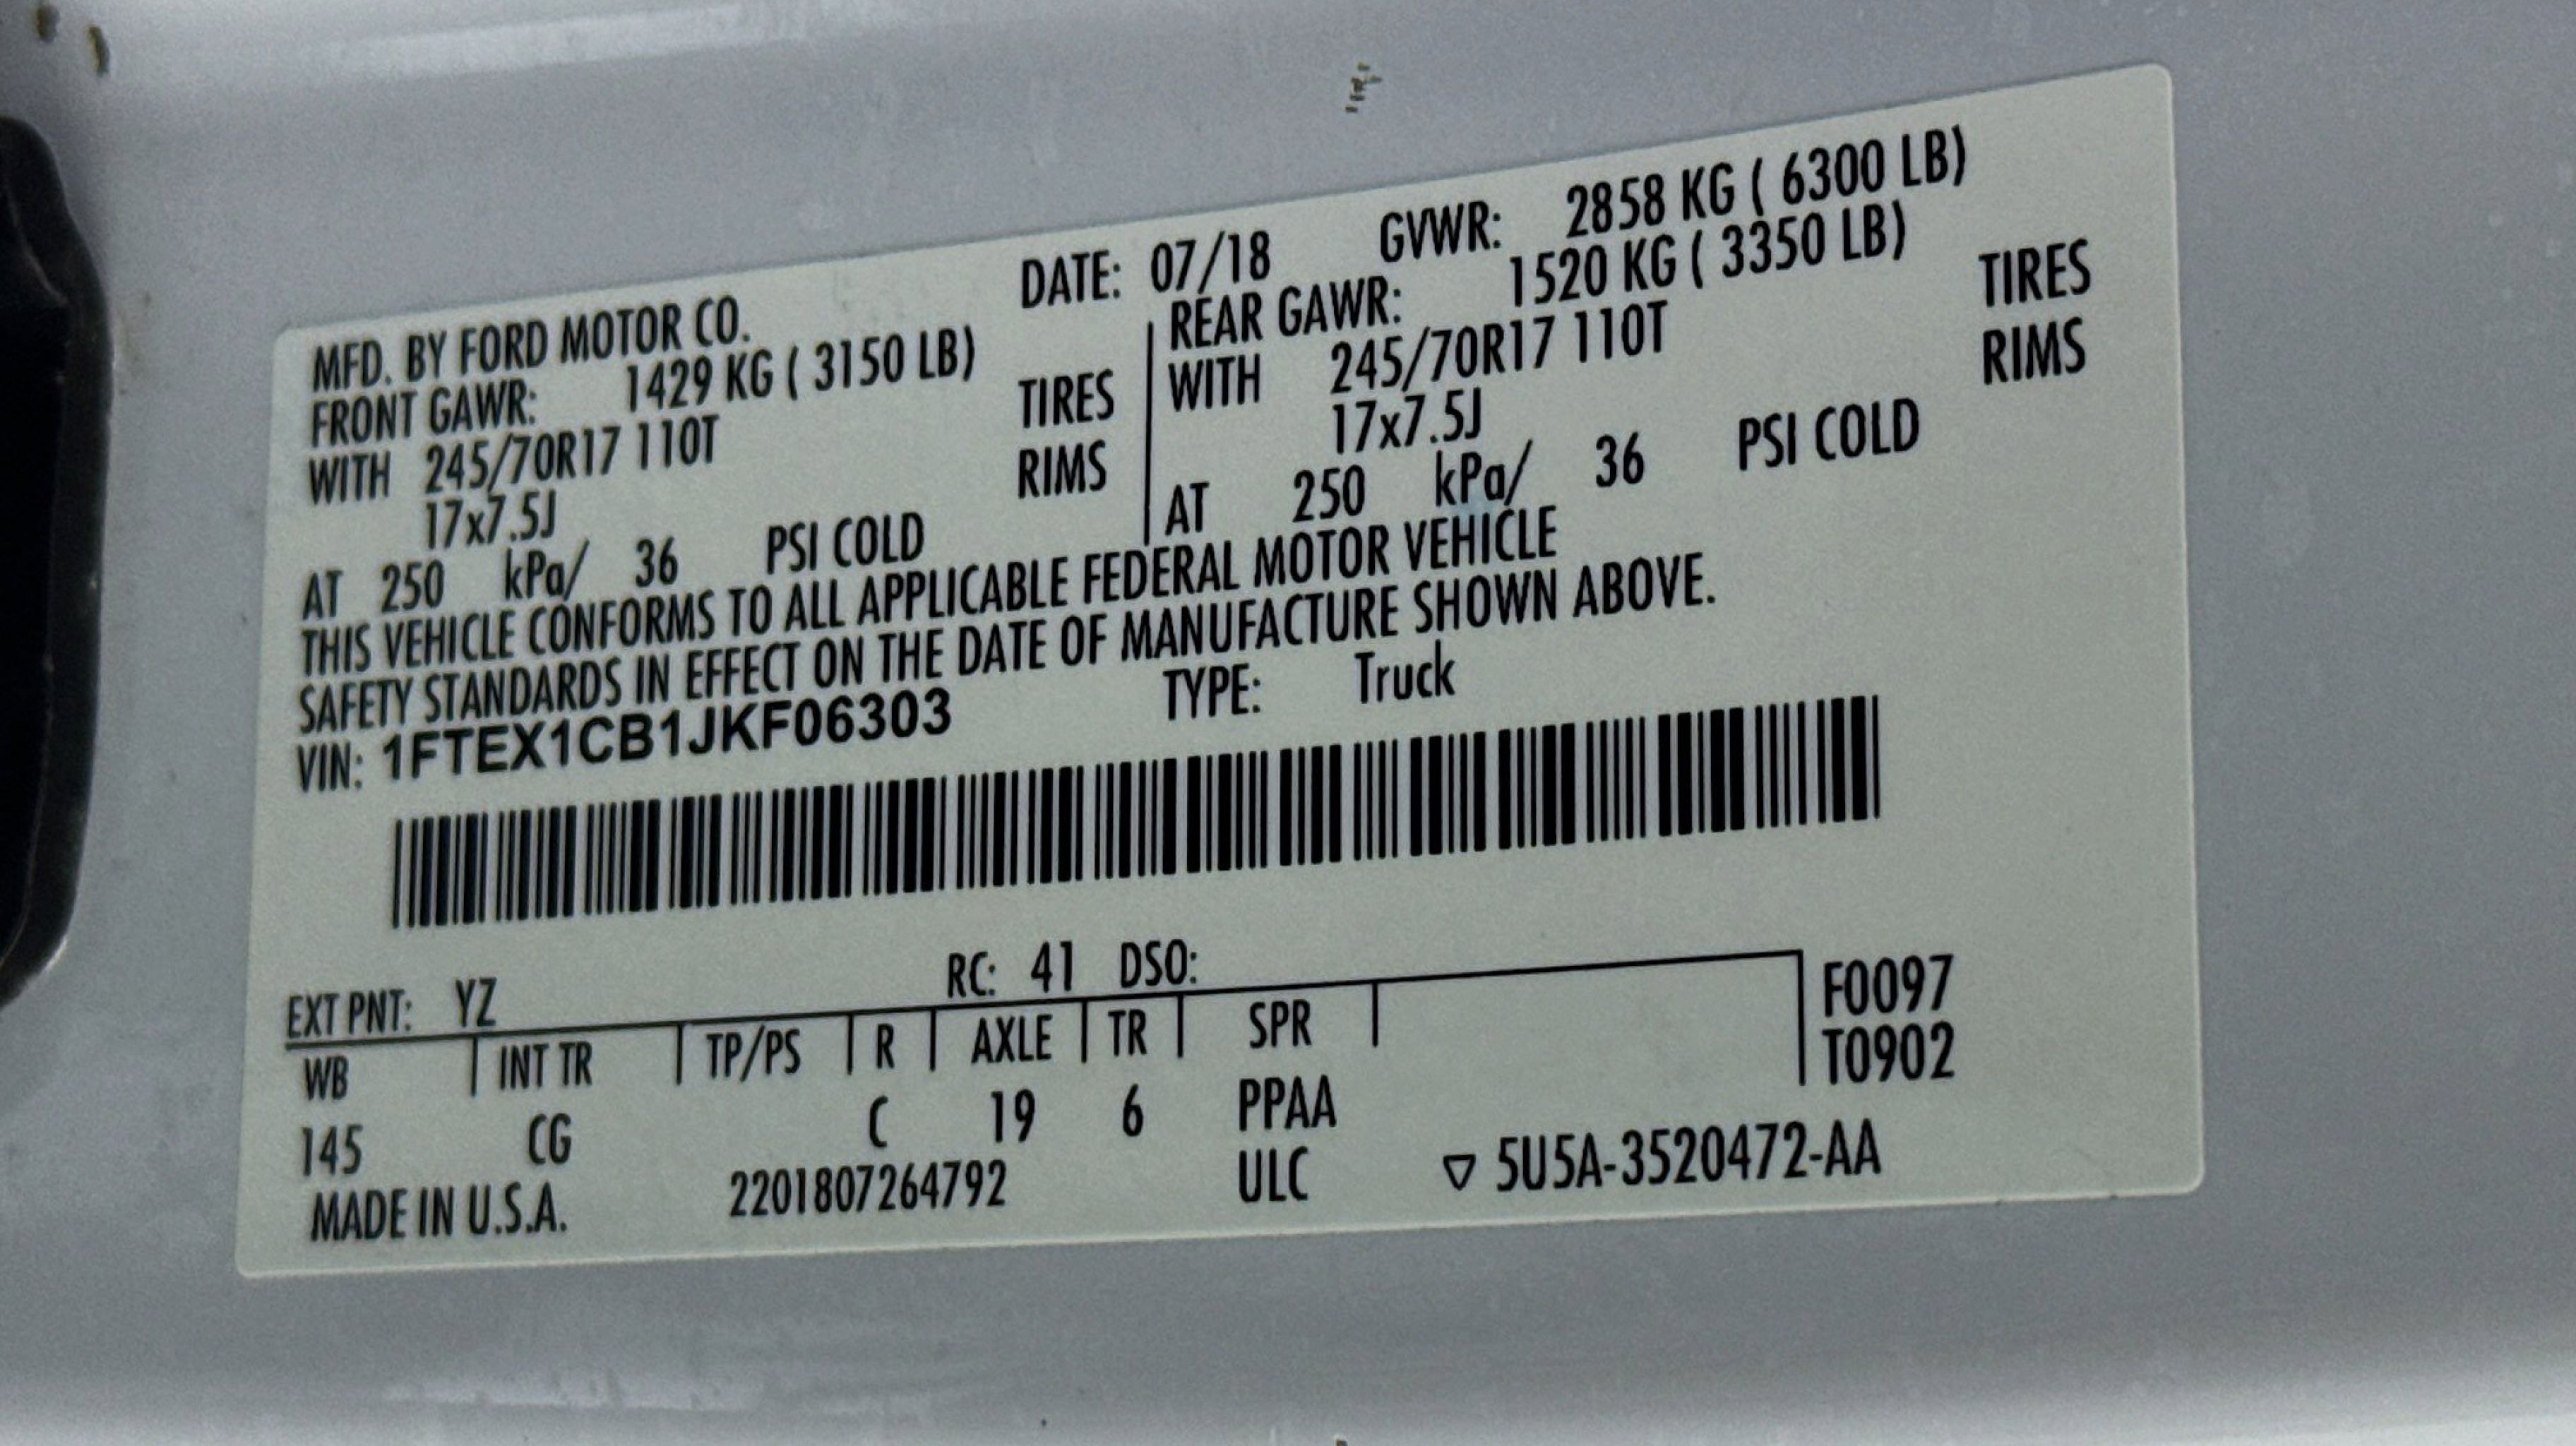 MFD. BY FORD MOTOR CO. DATE: 07/18 GVWR: 2858 KG ( 6300 LB)
FRONT GAWR: 1429 KG ( 3150 LB) REAR GAWR: 1520 KG ( 3350 LB)
WITH 245/70R17 110T TIRES WITH 245/70R17 110T TIRES
17x7.5J RIMS 17x7.5J RIMS
AT 250 kPa/ 36 PSI COLD AT 250 kPa/ 36 PSI COLD
THIS VEHICLE CONFORMS TO ALL APPLICABLE FEDERAL MOTOR VEHICLE
SAFETY STANDARDS IN EFFECT ON THE DATE OF MANUFACTURE SHOWN ABOVE.
VIN: 1FTEX1CB1JKF06303 TYPE: Truck
EXT PNT: YZ RC: 41 DSO:
WB INT TR TP/PS R AXLE TR SPR F0097
T0902
145 CG C 19 6 PPAA
MADE IN U.S.A. 2201807264792 ULC ▽ 5U5A-3520472-AA